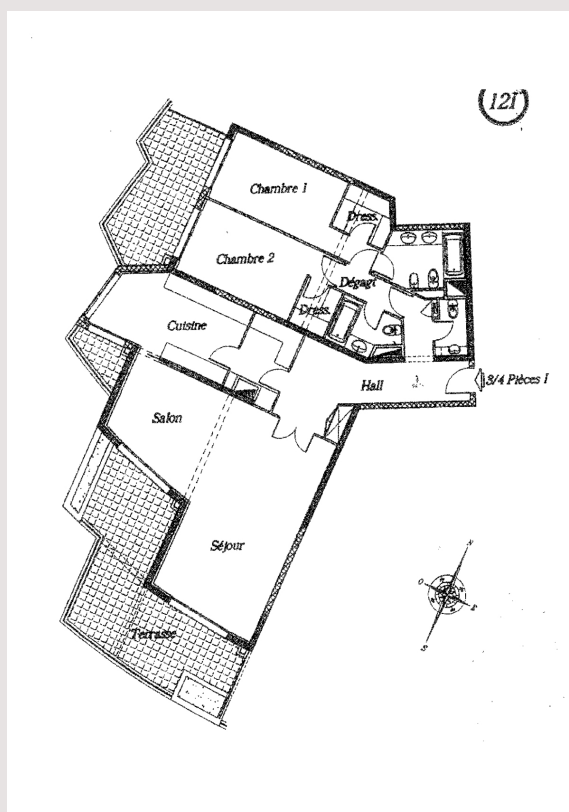 12I
Chambre 1
Dress.
Chambre 2
Dégagt
Dress.
Cuisine
Hall
3/4 Pièces I
Salon
Séjour
Terrasse
N
O
E
S